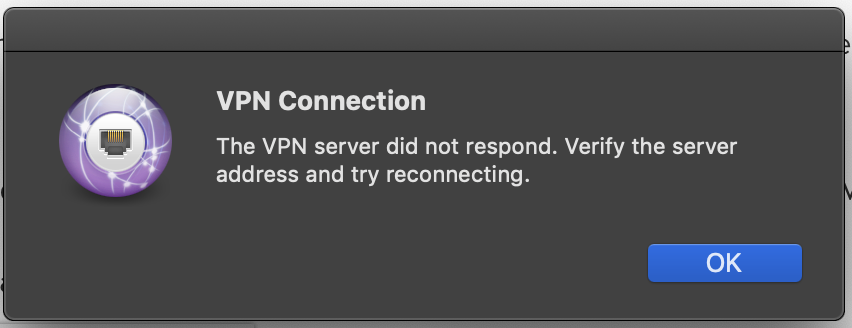 VPN Connection
The VPN server did not respond. Verify the server
address and try reconnecting.
OK